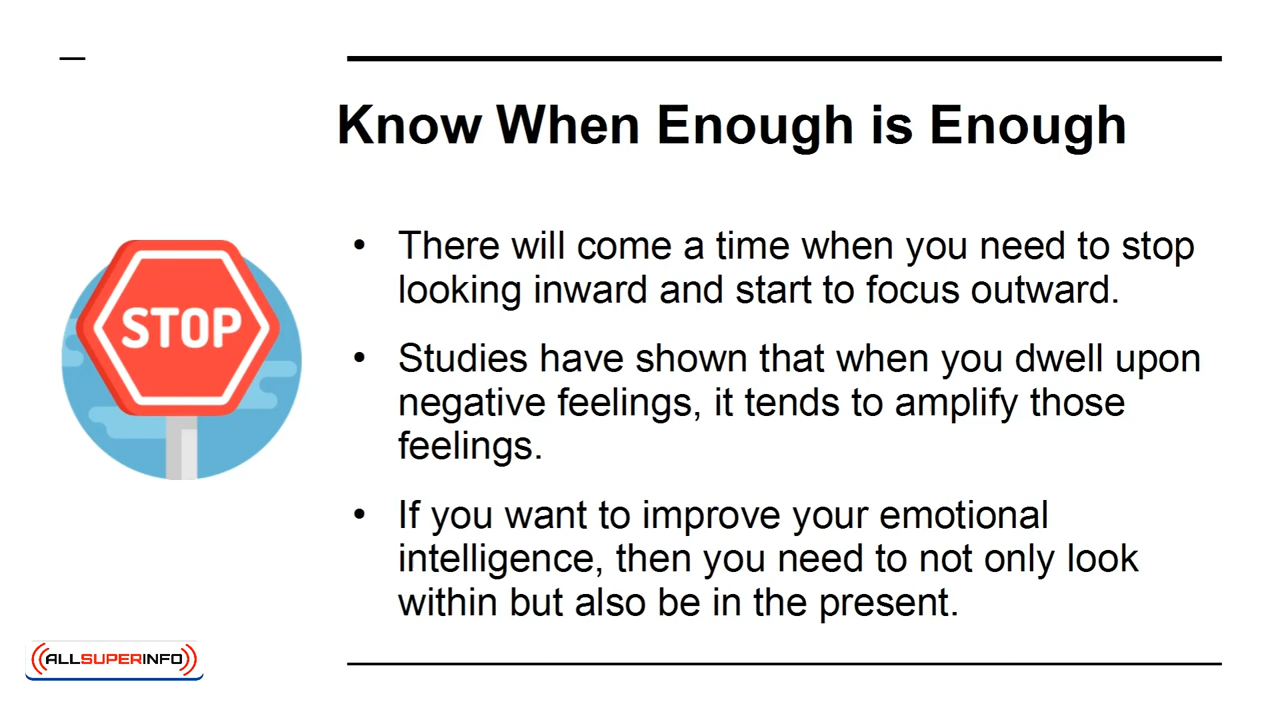 Know When Enough is Enough
• There will come a time when you need to stop
looking inward and start to focus outward.
• Studies have shown that when you dwell upon
negative feelings, it tends to amplify those
feelings.
• If you want to improve your emotional
intelligence, then you need to not only look
within but also be in the present.
STOP
ALLSUPERINFO